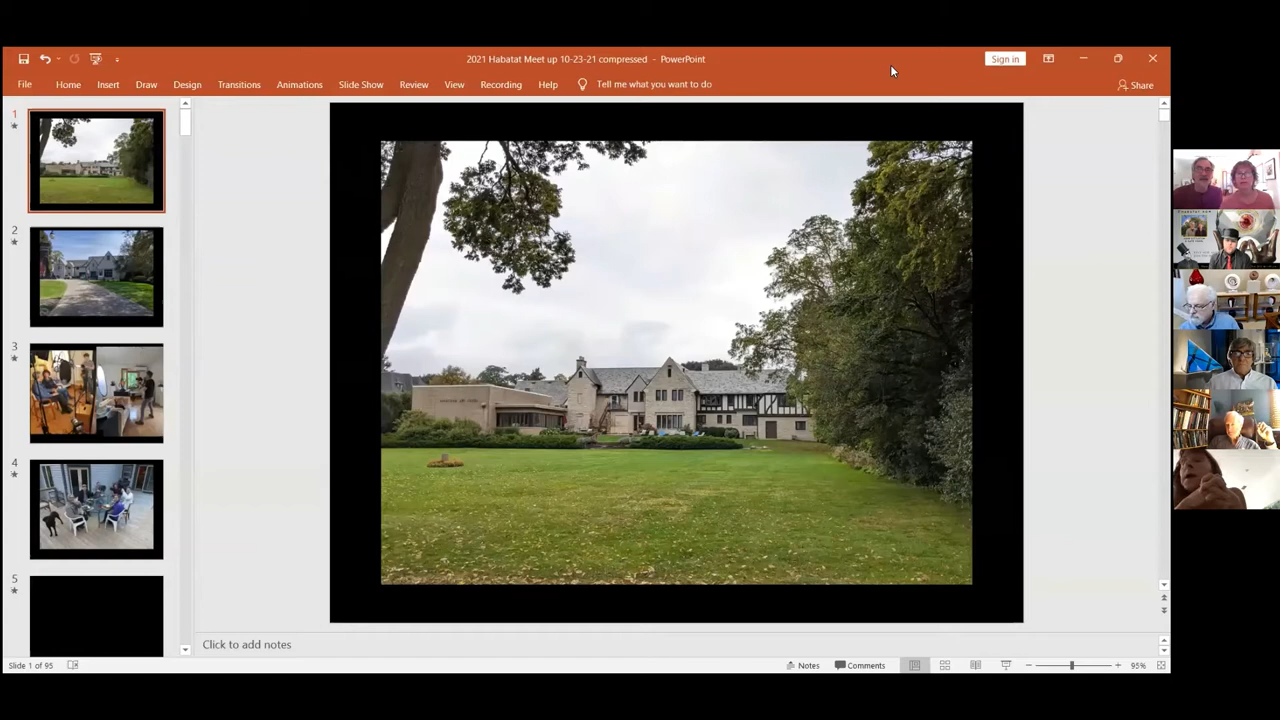 2021 Habatat Meet up 10-23-21 compressed - PowerPoint
Sign in
File Home Insert Draw Design Transitions Animations Slide Show Review View Recording Help Tell me what you want to do
Share
1
2
3
4
5
Click to add notes
Slide 1 of 95
Notes Comments 95%